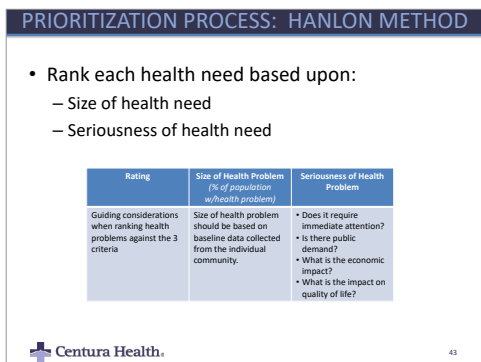 PRIORITIZATION PROCESS: HANLON METHOD
• Rank each health need based upon:
– Size of health need
– Seriousness of health need
Rating
Size of Health Problem
(% of population
w/health problem)
Seriousness of Health
Problem
Guiding considerations
when ranking health
problems against the 3
criteria
Size of health problem
should be based on
baseline data collected
from the individual
community.
• Does it require
immediate attention?
• Is there public
demand?
• What is the economic
impact?
• What is the impact on
quality of life?
Centura Health®
43